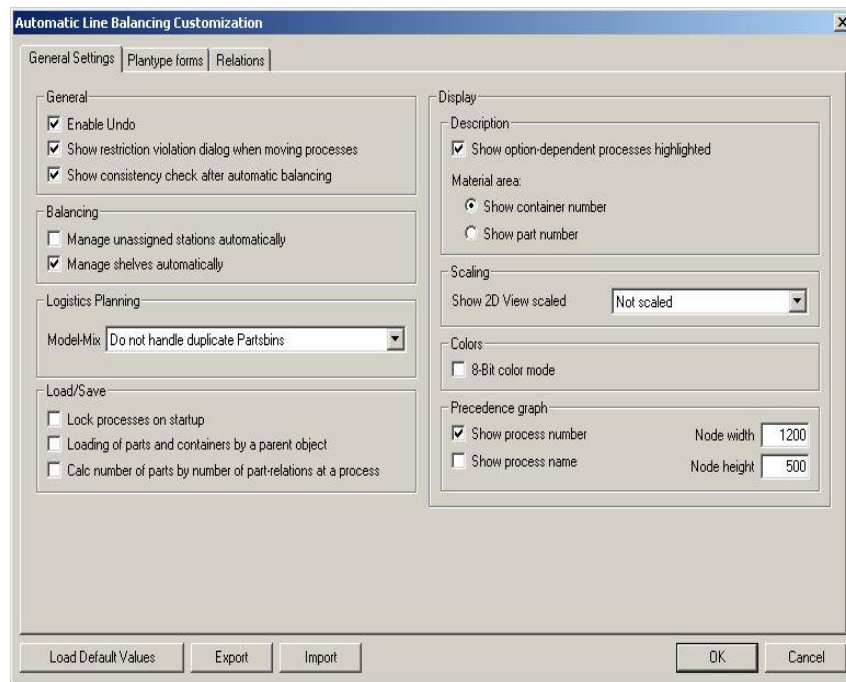 Automatic Line Balancing Customization
General Settings
Plantype forms
Relations
General
Enable Undo
Show restriction violation dialog when moving processes
Show consistency check after automatic balancing
Balancing
Manage unassigned stations automatically
Manage shelves automatically
Logistics Planning
Model-Mix
Do not handle duplicate Partsbins
Load/Save
Lock processes on startup
Loading of parts and containers by a parent object
Calc number of parts by number of part-relations at a process
Display
Description
Show option-dependent processes highlighted
Material area:
Show container number
Show part number
Scaling
Show 2D View scaled
Not scaled
Colors
8-Bit color mode
Precedence graph
Show process number
Node width 1200
Show process name
Node height 500
Load Default Values
Export
Import
OK
Cancel